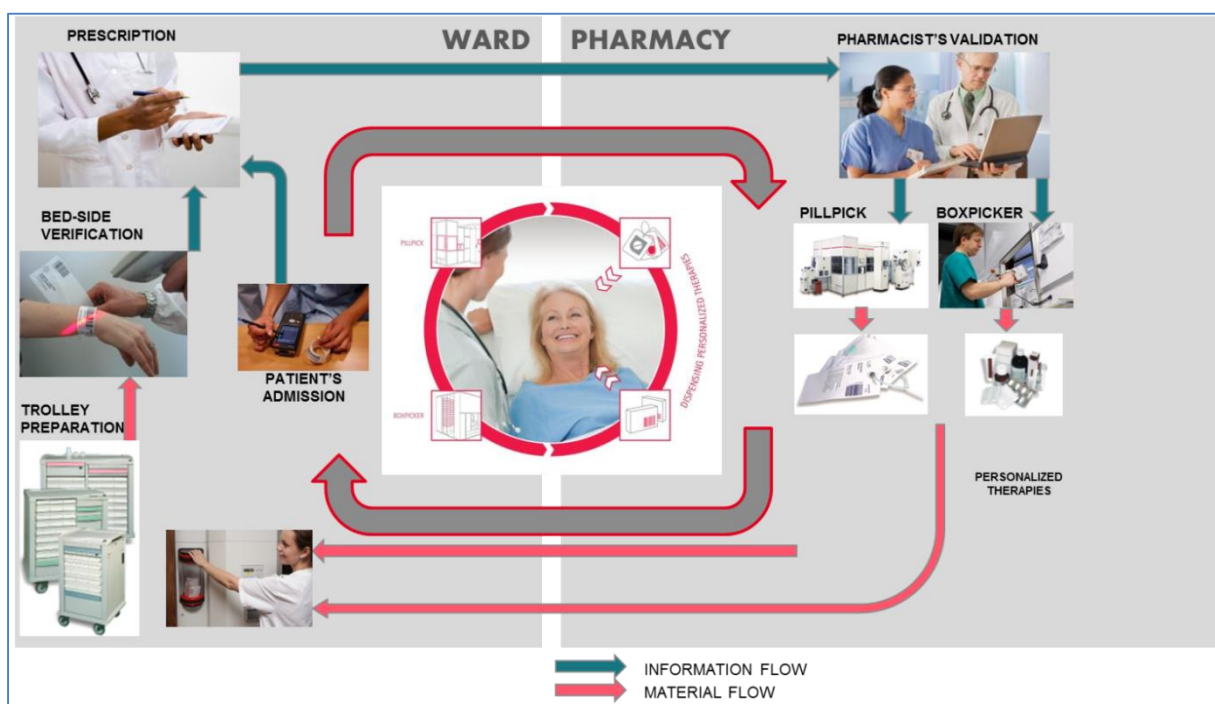 WARD
PHARMACY
PRESCRIPTION
PHARMACIST'S VALIDATION
BED-SIDE
VERIFICATION
PILLPICK
BOXPICKER
PILLPICK
DISPENSING PERSONALIZED THERAPIES
BOXPICKER
PATIENT'S
ADMISSION
TROLLEY
PREPARATION
PERSONALIZED
THERAPIES
INFORMATION FLOW
MATERIAL FLOW